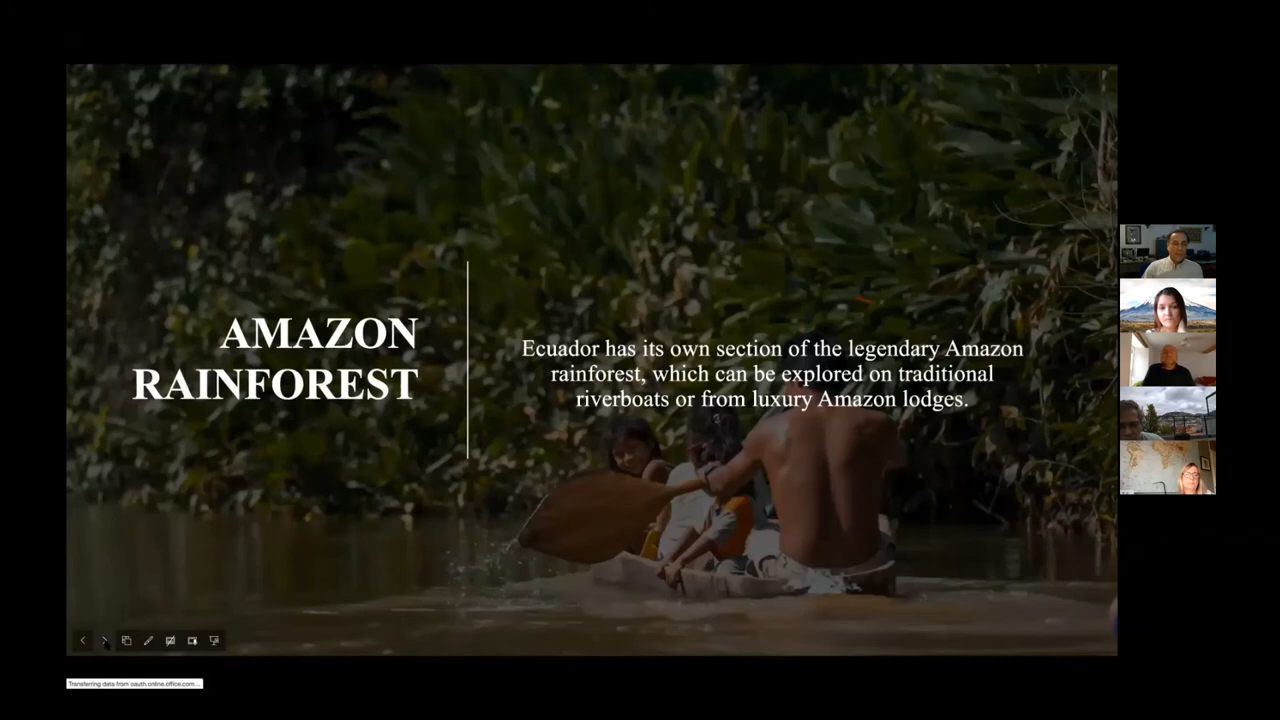 AMAZON
RAINFOREST
Ecuador has its own section of the legendary Amazon
rainforest, which can be explored on traditional
riverboats or from luxury Amazon lodges.
Transferring data from oauth.online.office.com...